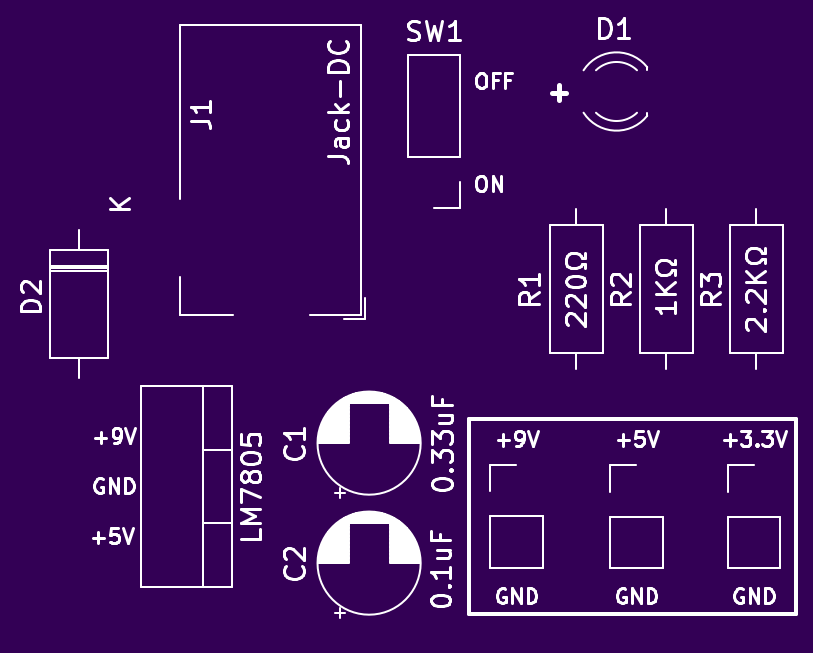 SW1
D1
OFF
+
J1
Jack-DC
ON
K
D2
R1
220Ω
R2
1KΩ
R3
2.2KΩ
+9V
GND
+5V
LM7805
C1
0.33uF
+
C2
0.1uF
+
+9V
+5V
+3.3V
GND
GND
GND